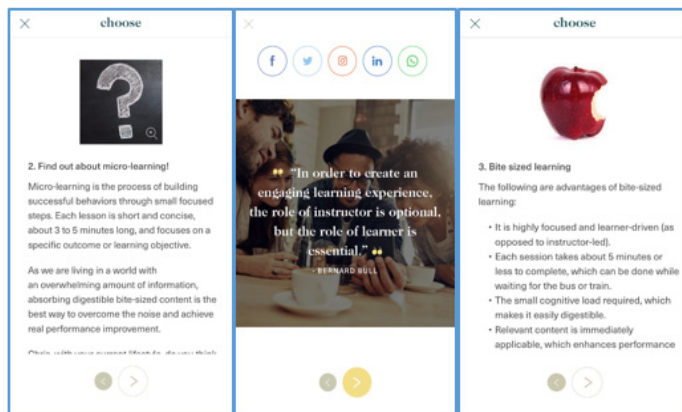 choose
2. Find out about micro-learning!
Micro-learning is the process of building
successful behaviors through small focused
steps. Each lesson is short and concise,
about 3 to 5 minutes long, and focuses on a
specific outcome or learning objective.
As we are living in a world with
an overwhelming amount of information,
absorbing digestible bite-sized content is the
best way to overcome the noise and achieve
real performance improvement.
Chris, with your current lifestyle, do you think
"In order to create an
engaging learning experience,
the role of instructor is optional,
but the role of learner is
essential."
- BERNARD BULL
choose
3. Bite sized learning
The following are advantages of bite-sized
learning:
• It is highly focused and learner-driven (as
opposed to instructor-led).
• Each session takes about 5 minutes or
less to complete, which can be done while
waiting for the bus or train.
• The small cognitive load required, which
makes it easily digestible.
• Relevant content is immediately
applicable, which enhances performance